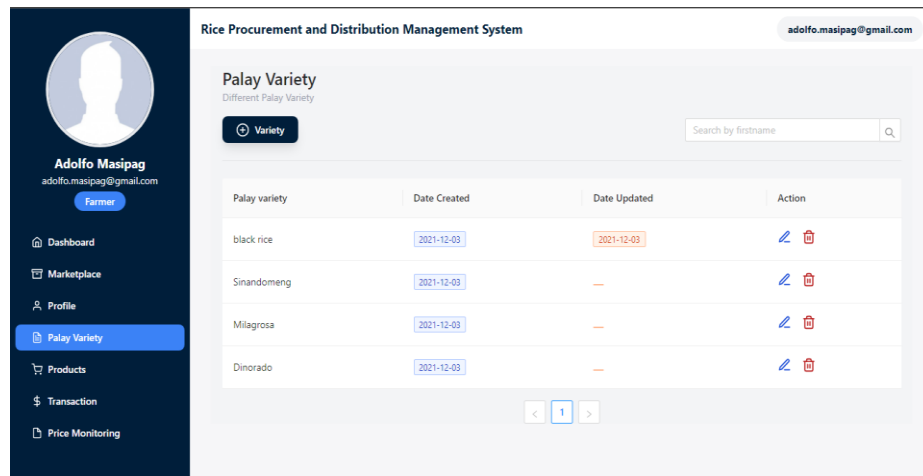 Rice Procurement and Distribution Management System
adolfo.masipag@gmail.com
Adolfo Masipag
adolfo.masipag@gmail.com
Farmer
Dashboard
Marketplace
Profile
Palay Variety
Products
Transaction
Price Monitoring
Palay Variety
Different Palay Variety
Variety
Search by firstname
Palay variety Date Created Date Updated Action
black rice 2021-12-03 2021-12-03
Sinandomeng 2021-12-03 —
Milagrosa 2021-12-03 —
Dinorado 2021-12-03 —
< 1 >